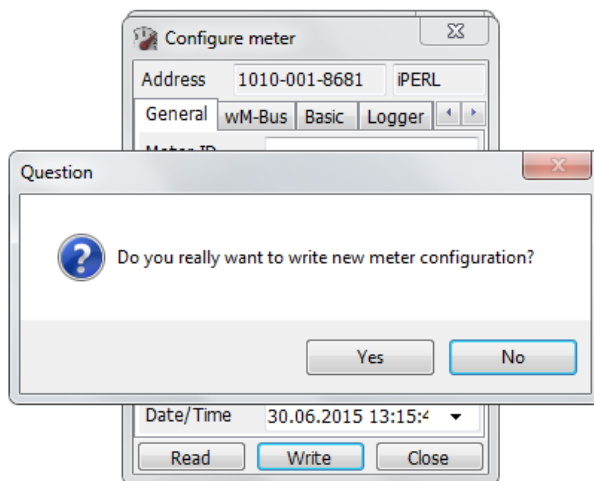 Configure meter
Address 1010-001-8681 iPERL
General wM-Bus Basic Logger
Question
Do you really want to write new meter configuration?
Yes No
Date/Time 30.06.2015 13:15:4
Read Write Close